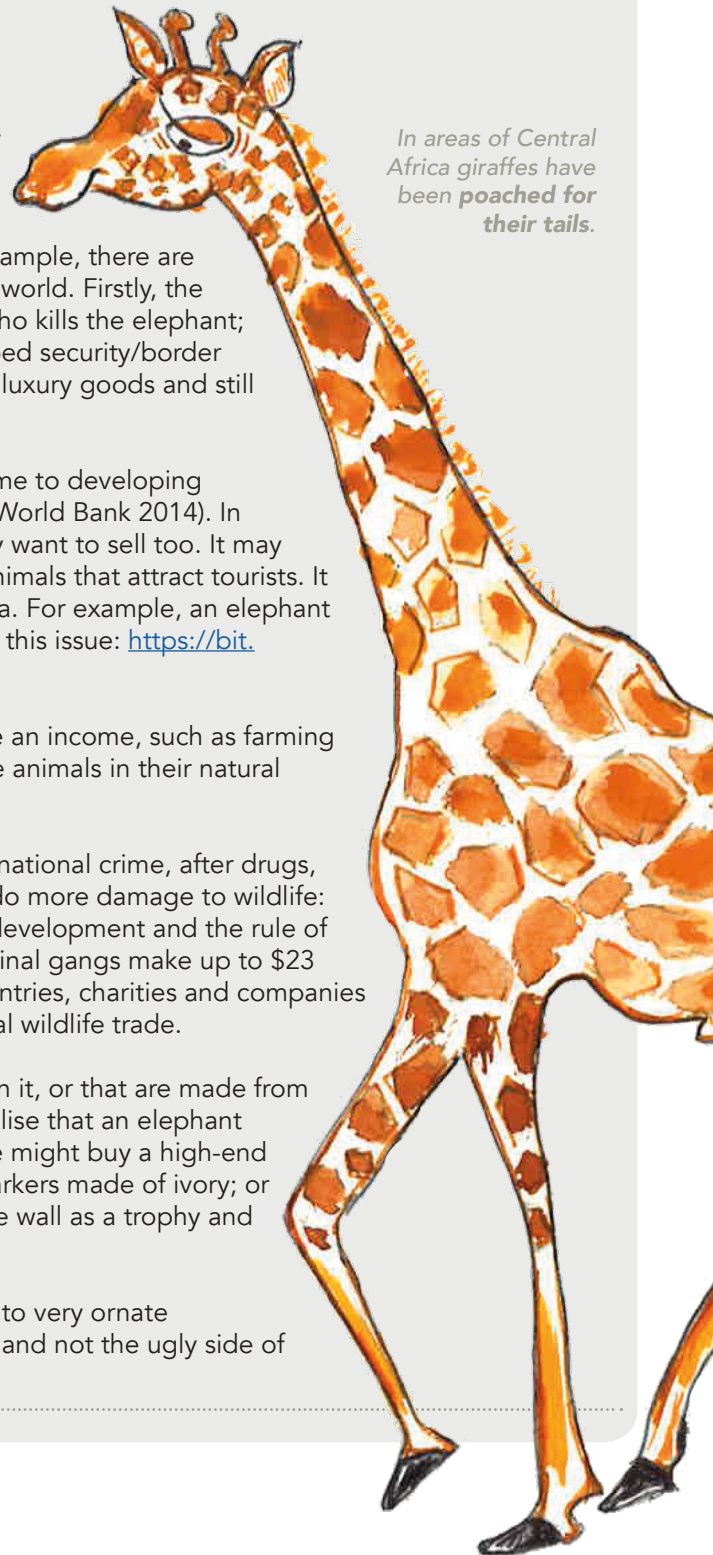 In areas of Central
Africa giraffes have
been poached for
their tails.
ample, there are
world. Firstly, the
ho kills the elephant;
ed security/border
luxury goods and still
me to developing
World Bank 2014). In
y want to sell too. It may
nimals that attract tourists. It
a. For example, an elephant
this issue: https://bit.
e an income, such as farming
e animals in their natural
national crime, after drugs,
do more damage to wildlife:
development and the rule of
inal gangs make up to $23
ntries, charities and companies
al wildlife trade.
n it, or that are made from
lise that an elephant
e might buy a high-end
arkers made of ivory; or
e wall as a trophy and
to very ornate
and not the ugly side of